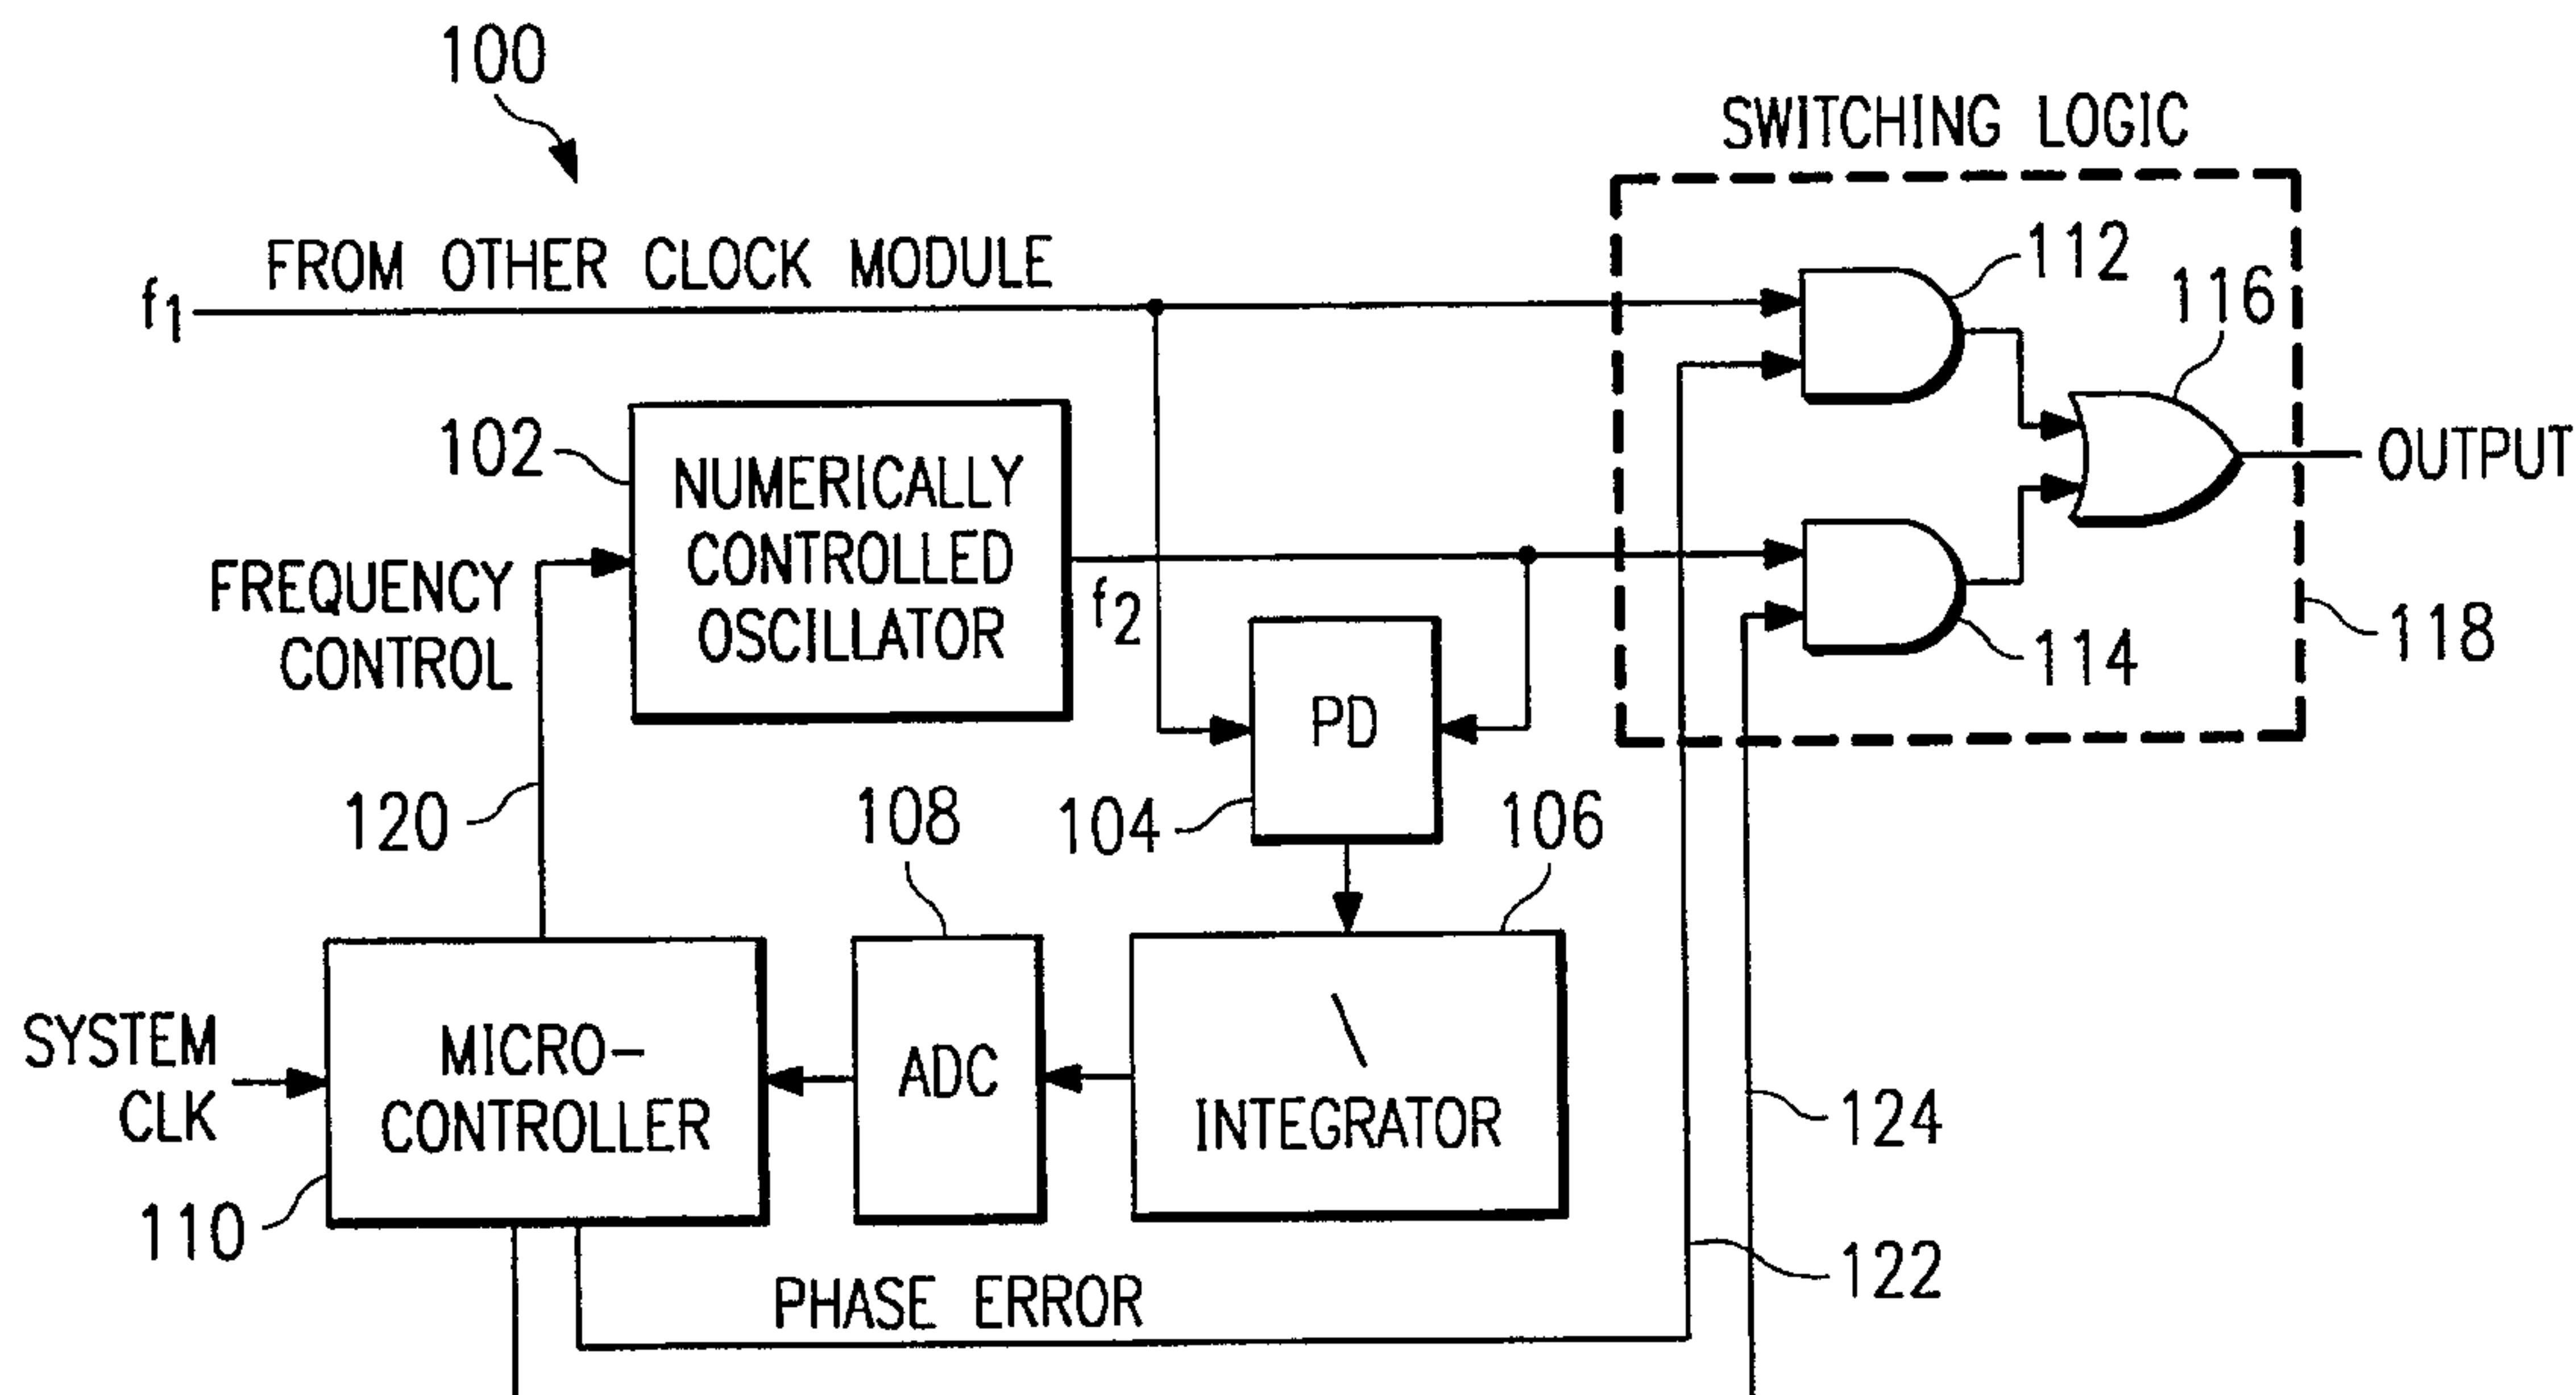 100
SWITCHING LOGIC
FROM OTHER CLOCK MODULE
f1
112
116
OUTPUT
102
NUMERICALLY
CONTROLLED
OSCILLATOR
FREQUENCY
CONTROL
f2
114
118
PD
120
108
104
106
SYSTEM
CLK
MICRO-
CONTROLLER
ADC
INTEGRATOR
124
110
122
PHASE ERROR